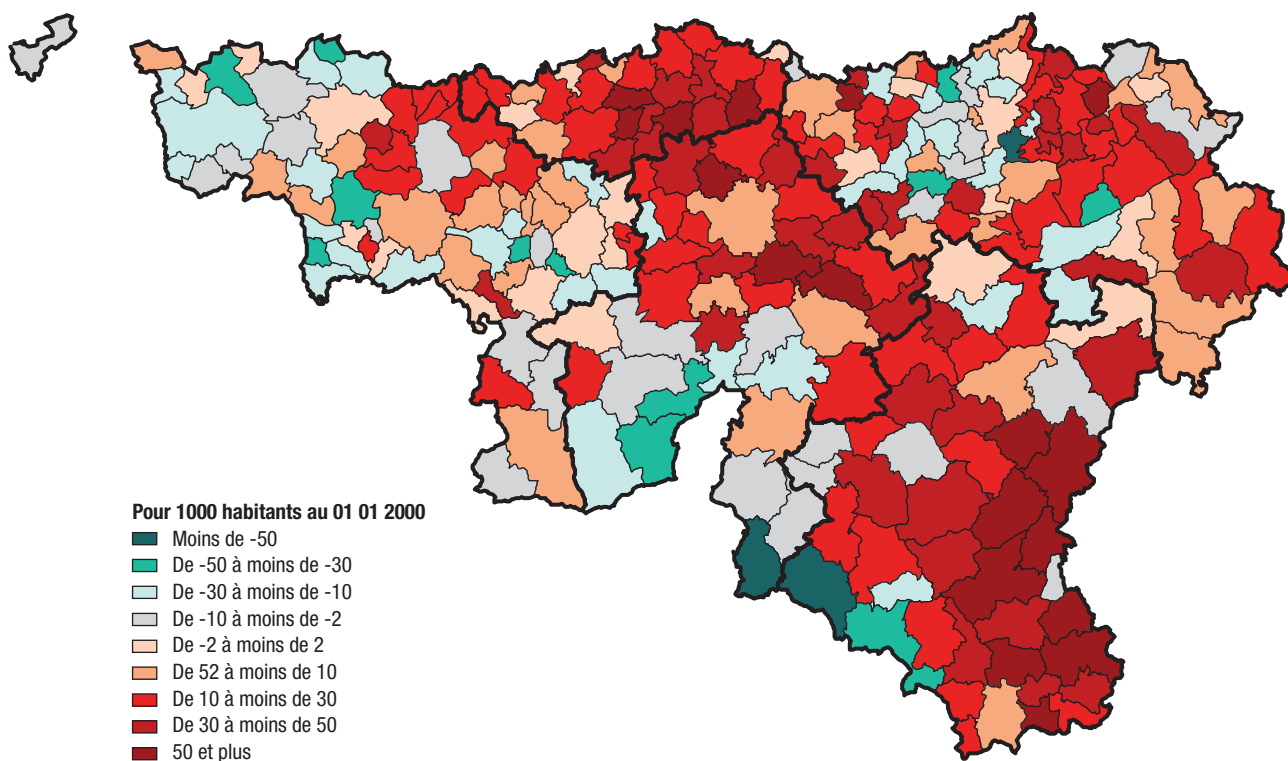 Pour 1000 habitants au 01 01 2000
Moins de -50
De -50 à moins de -30
De -30 à moins de -10
De -10 à moins de -2
De -2 à moins de 2
De 52 à moins de 10
De 10 à moins de 30
De 30 à moins de 50
50 et plus